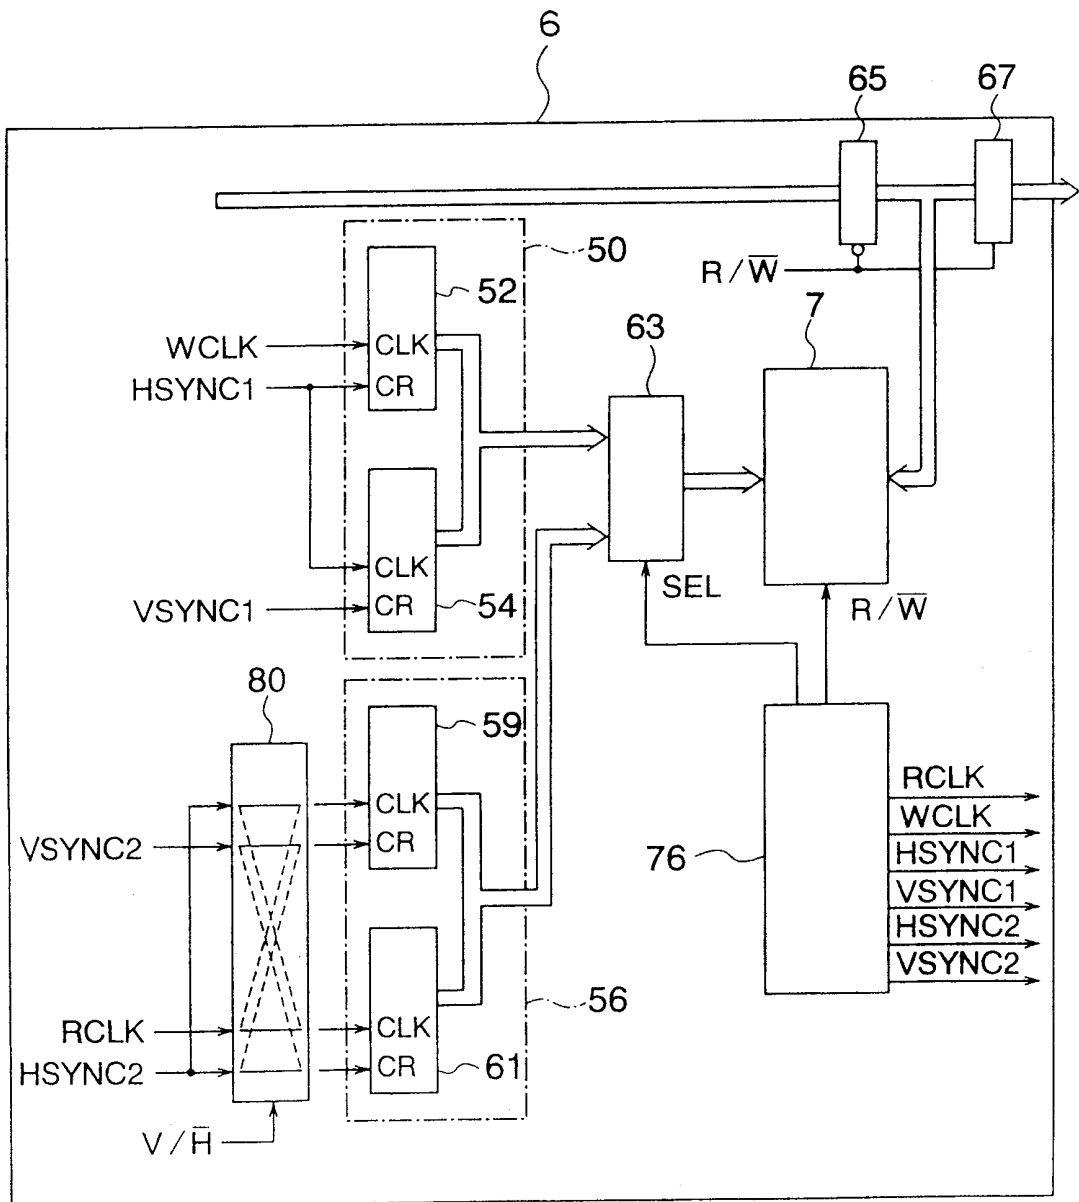 6
65
67
50
52
R/W̅
7
63
WCLK
CLK
HSYNC1
CR
CLK
SEL
VSYNC1
CR
54
R/W̅
80
59
CLK
RCLK
VSYNC2
CR
WCLK
76
HSYNC1
VSYNC1
HSYNC2
VSYNC2
56
RCLK
CLK
HSYNC2
CR
61
V/H̅